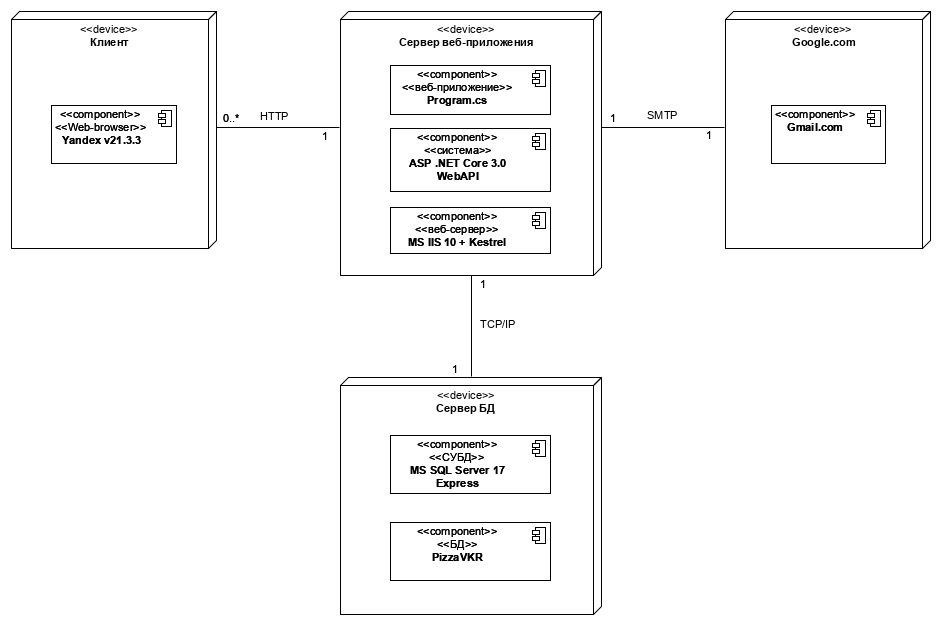 <<device>>
Клиент
<<component>>
<<Web-browser>>
Yandex v21.3.3
0..*
HTTP
1
<<device>>
Сервер веб-приложения
<<component>>
<<веб-приложение>>
Program.cs
<<component>>
<<система>>
ASP .NET Core 3.0
WebAPI
<<component>>
<<веб-сервер>>
MS IIS 10 + Kestrel
1
SMTP
1
<<device>>
Google.com
<<component>>
Gmail.com
1
TCP/IP
1
<<device>>
Сервер БД
<<component>>
<<СУБД>>
MS SQL Server 17
Express
<<component>>
<<БД>>
PizzaVKR